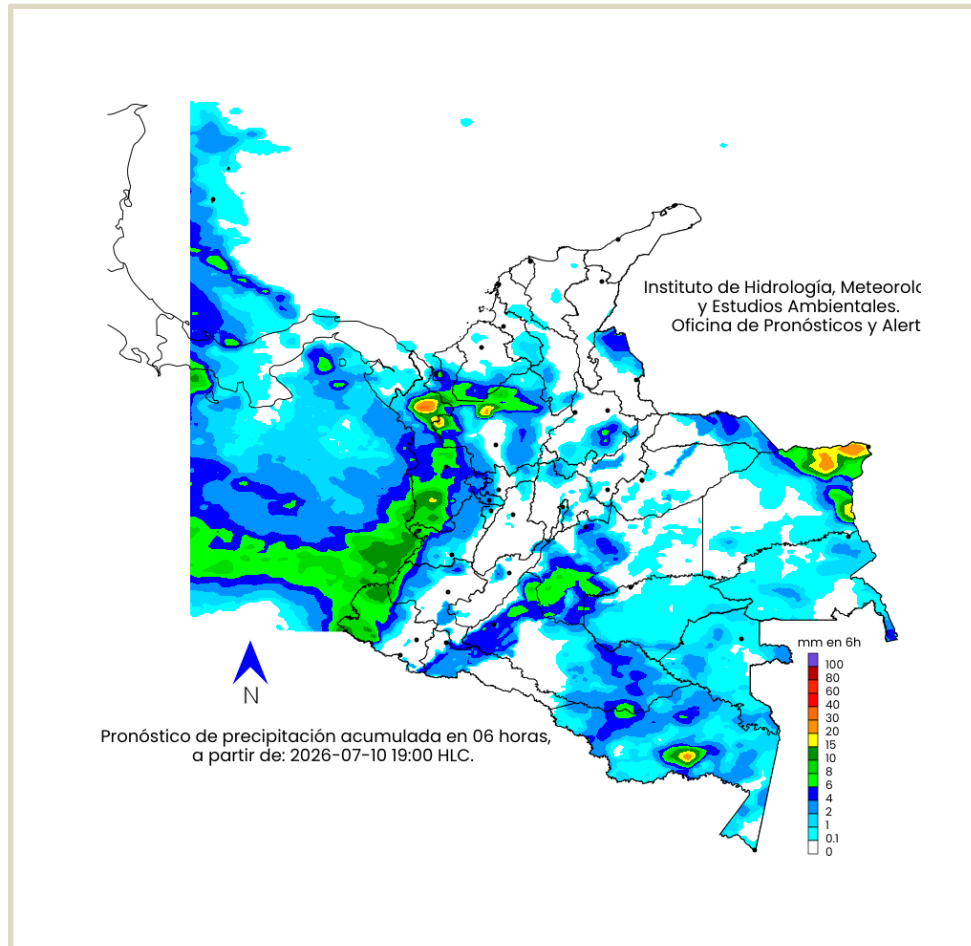 Instituto de Hidrología, Meteorolo
y Estudios Ambientales.
Oficina de Pronósticos y Alert
N
Pronóstico de precipitación acumulada en 06 horas,
a partir de: 2026-07-10 19:00 HLC.
mm en 6h
100
80
60
40
30
20
15
10
8
6
4
2
1
0.1
0